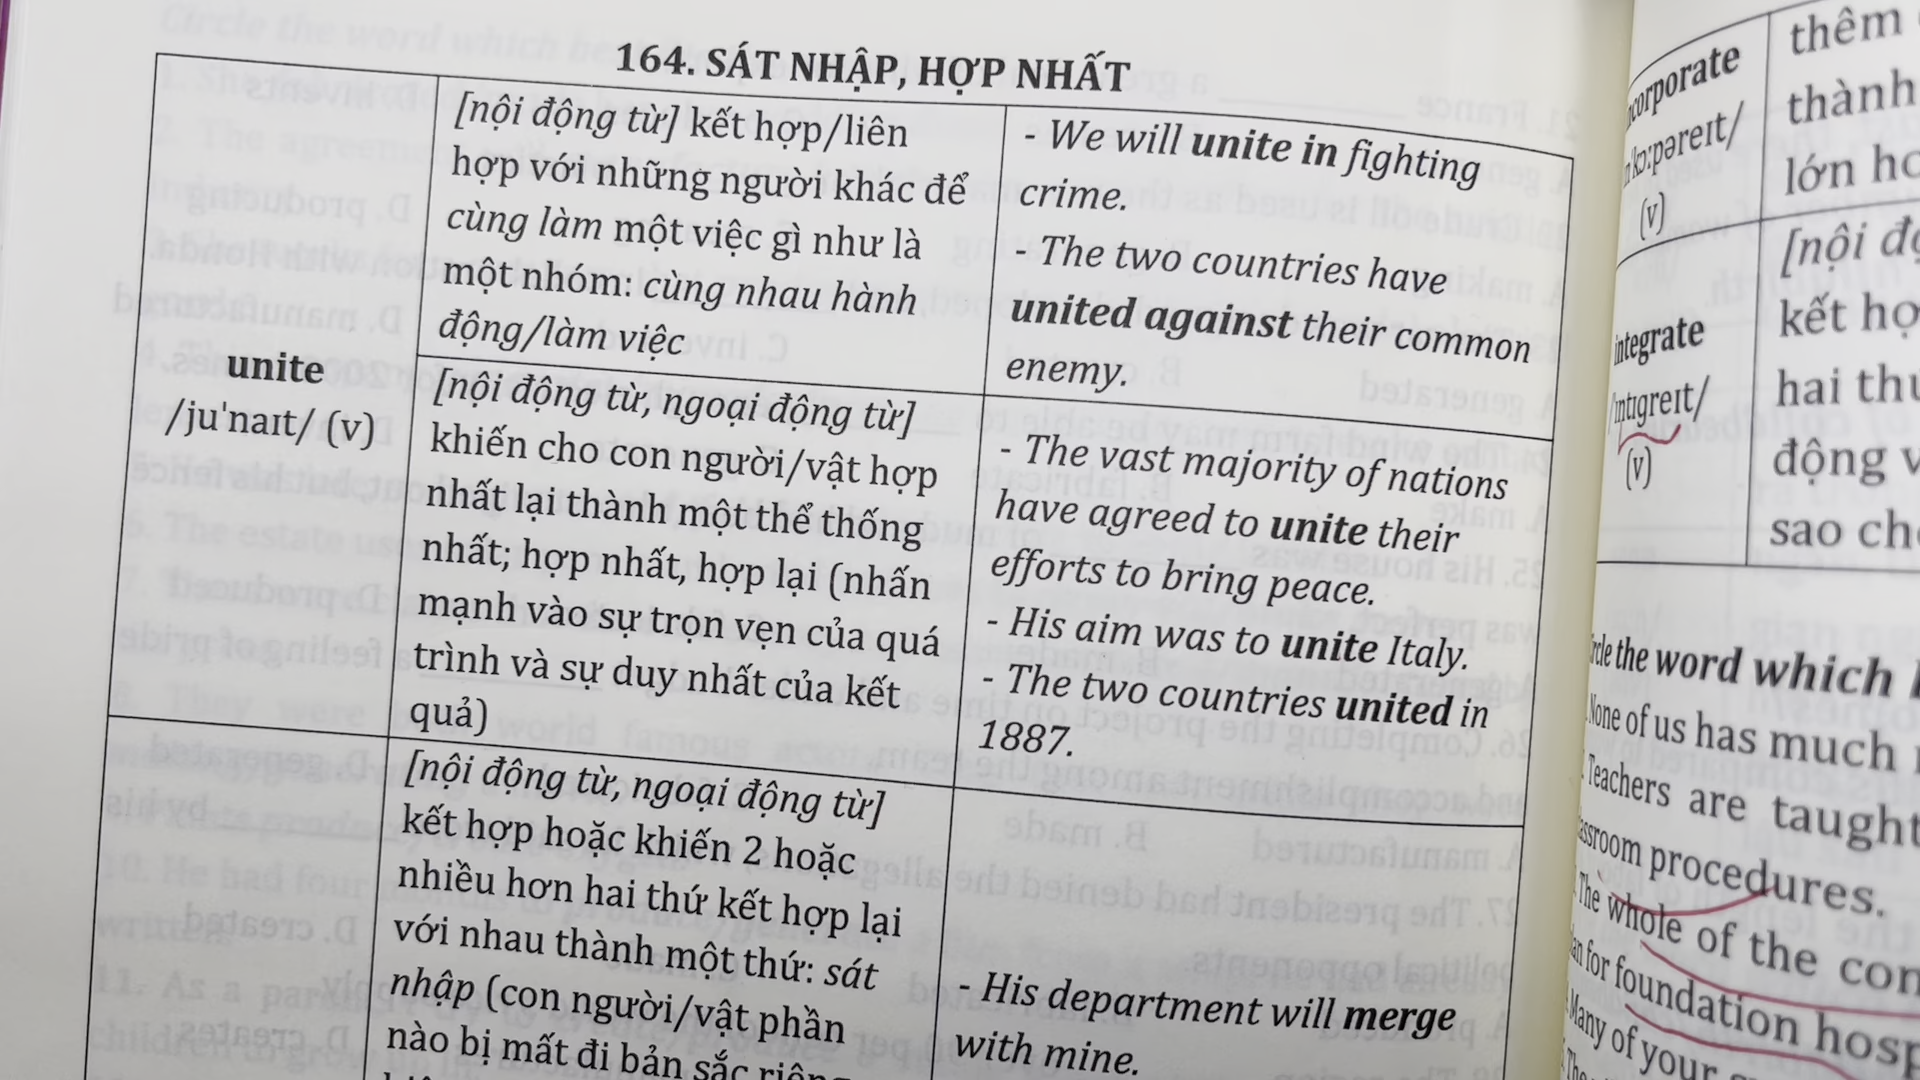 164. SÁT NHẬP, HỢP NHẤT
unite
/juˈnaɪt/ (v)
[nội động từ] kết hợp/liên
hợp với những người khác để
cùng làm một việc gì như là
một nhóm: cùng nhau hành
động/làm việc
- We will unite in fighting
crime.
- The two countries have
united against their common
enemy.
[nội động từ, ngoại động từ]
khiến cho con người/vật hợp
nhất lại thành một thể thống
nhất; hợp nhất, hợp lại (nhấn
mạnh vào sự trọn vẹn của quá
trình và sự duy nhất của kết
quả)
- The vast majority of nations
have agreed to unite their
efforts to bring peace.
- His aim was to unite Italy.
- The two countries united in
1887.
[nội động từ, ngoại động từ]
kết hợp hoặc khiến 2 hoặc
nhiều hơn hai thứ kết hợp lại
với nhau thành một thứ: sát
nhập (con người/vật phần
nào bị mất đi bản sắc riêng
- His department will merge
with mine.
(v)
thêm
thành
lớn
integrate
/ˈɪntɪgreɪt/
(v)
[nội
kết
hai
động
sao
the word which
None of us has much
Teachers are taught
procedures.
The whole of the
for foundation
Many of your
The